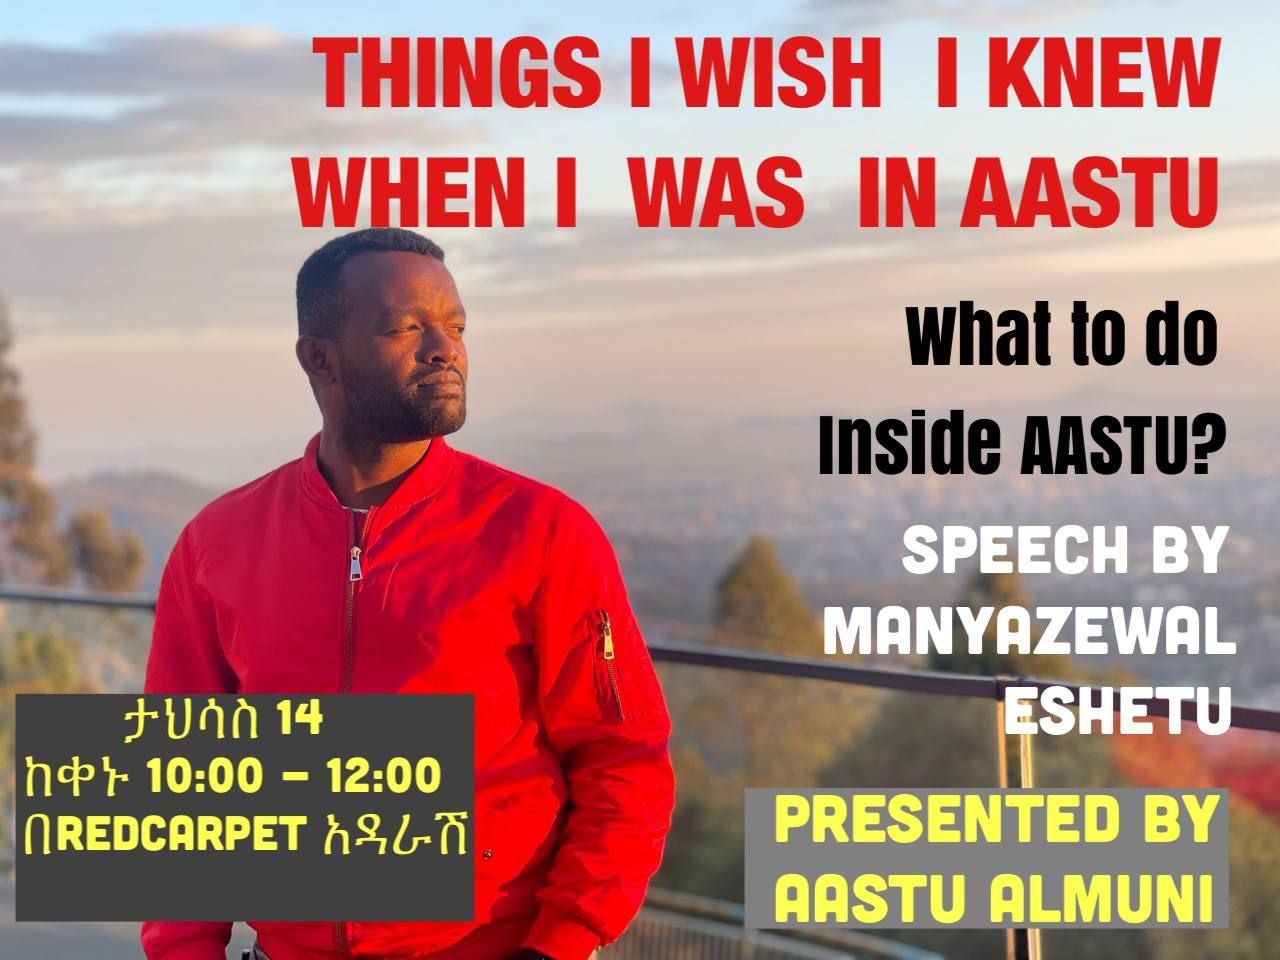 THINGS I WISH I KNEW
WHEN I WAS IN AASTU
What to do
Inside AASTU?
SPEECH BY
MANYAZEWAL
ESHETU
ታህሳስ 14
ከቀኑ 10:00 - 12:00
በREDCARPET አዳራሽ
PRESENTED BY
AASTU ALMUNI